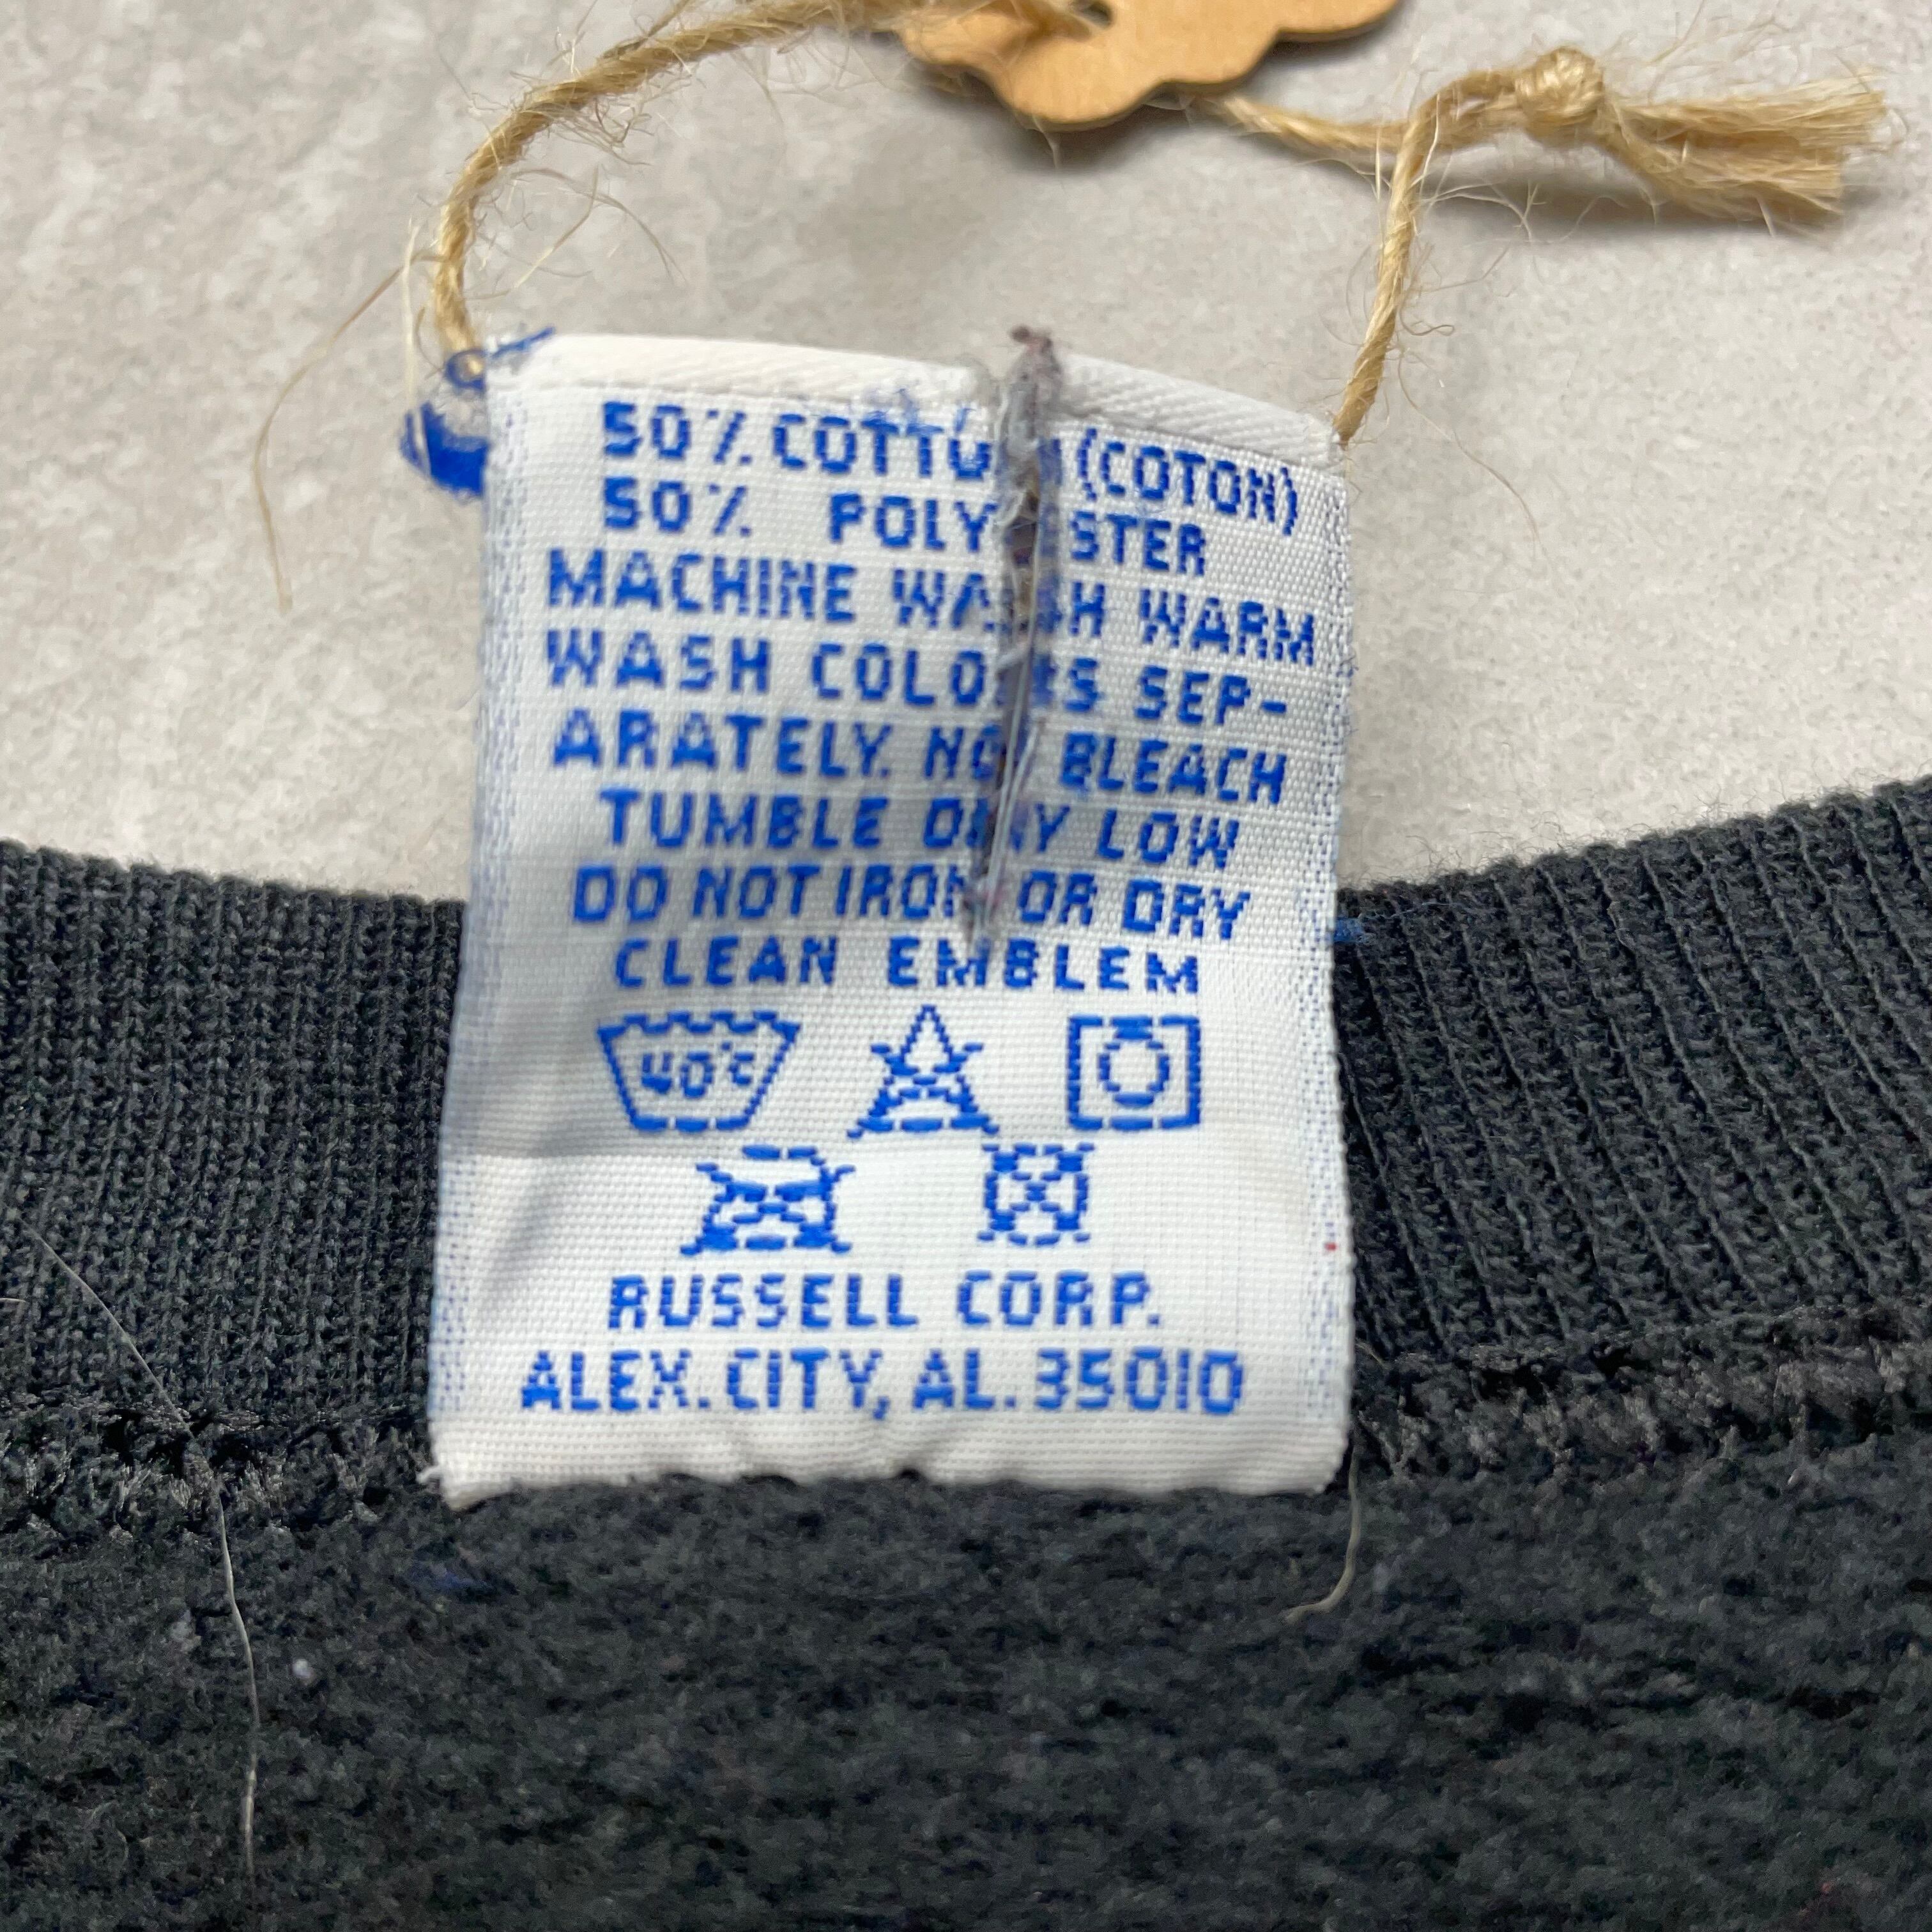 50% COTTON (COTON)
50% POLYESTER
MACHINE WASH WARM
WASH COLORS SEP-
ARATELY. NO BLEACH
TUMBLE DRY LOW
DO NOT IRON OR DRY
CLEAN EMBLEM
40°C
RUSSELL CORP.
ALEX. CITY, AL. 35010